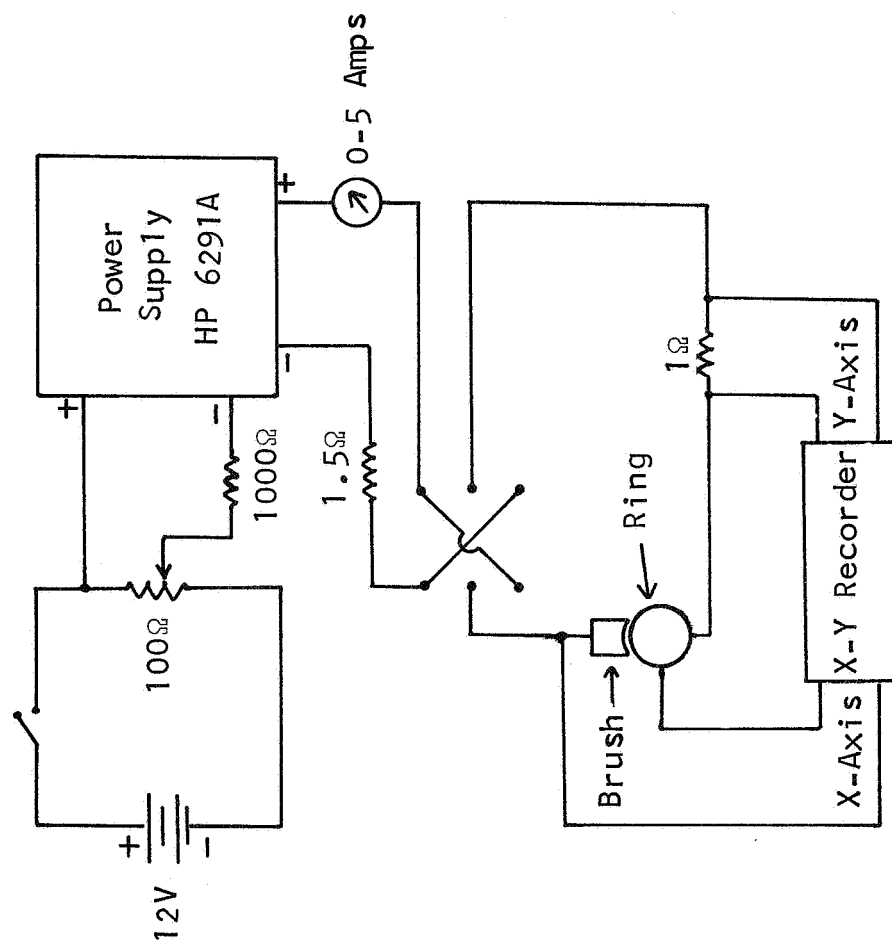 12V
+
−
100Ω
1000Ω
+
−
Power
Supply
HP 6291A
−
+
1.5Ω
0-5 Amps
Brush
Ring
1Ω
X-Axis
X-Y Recorder
Y-Axis